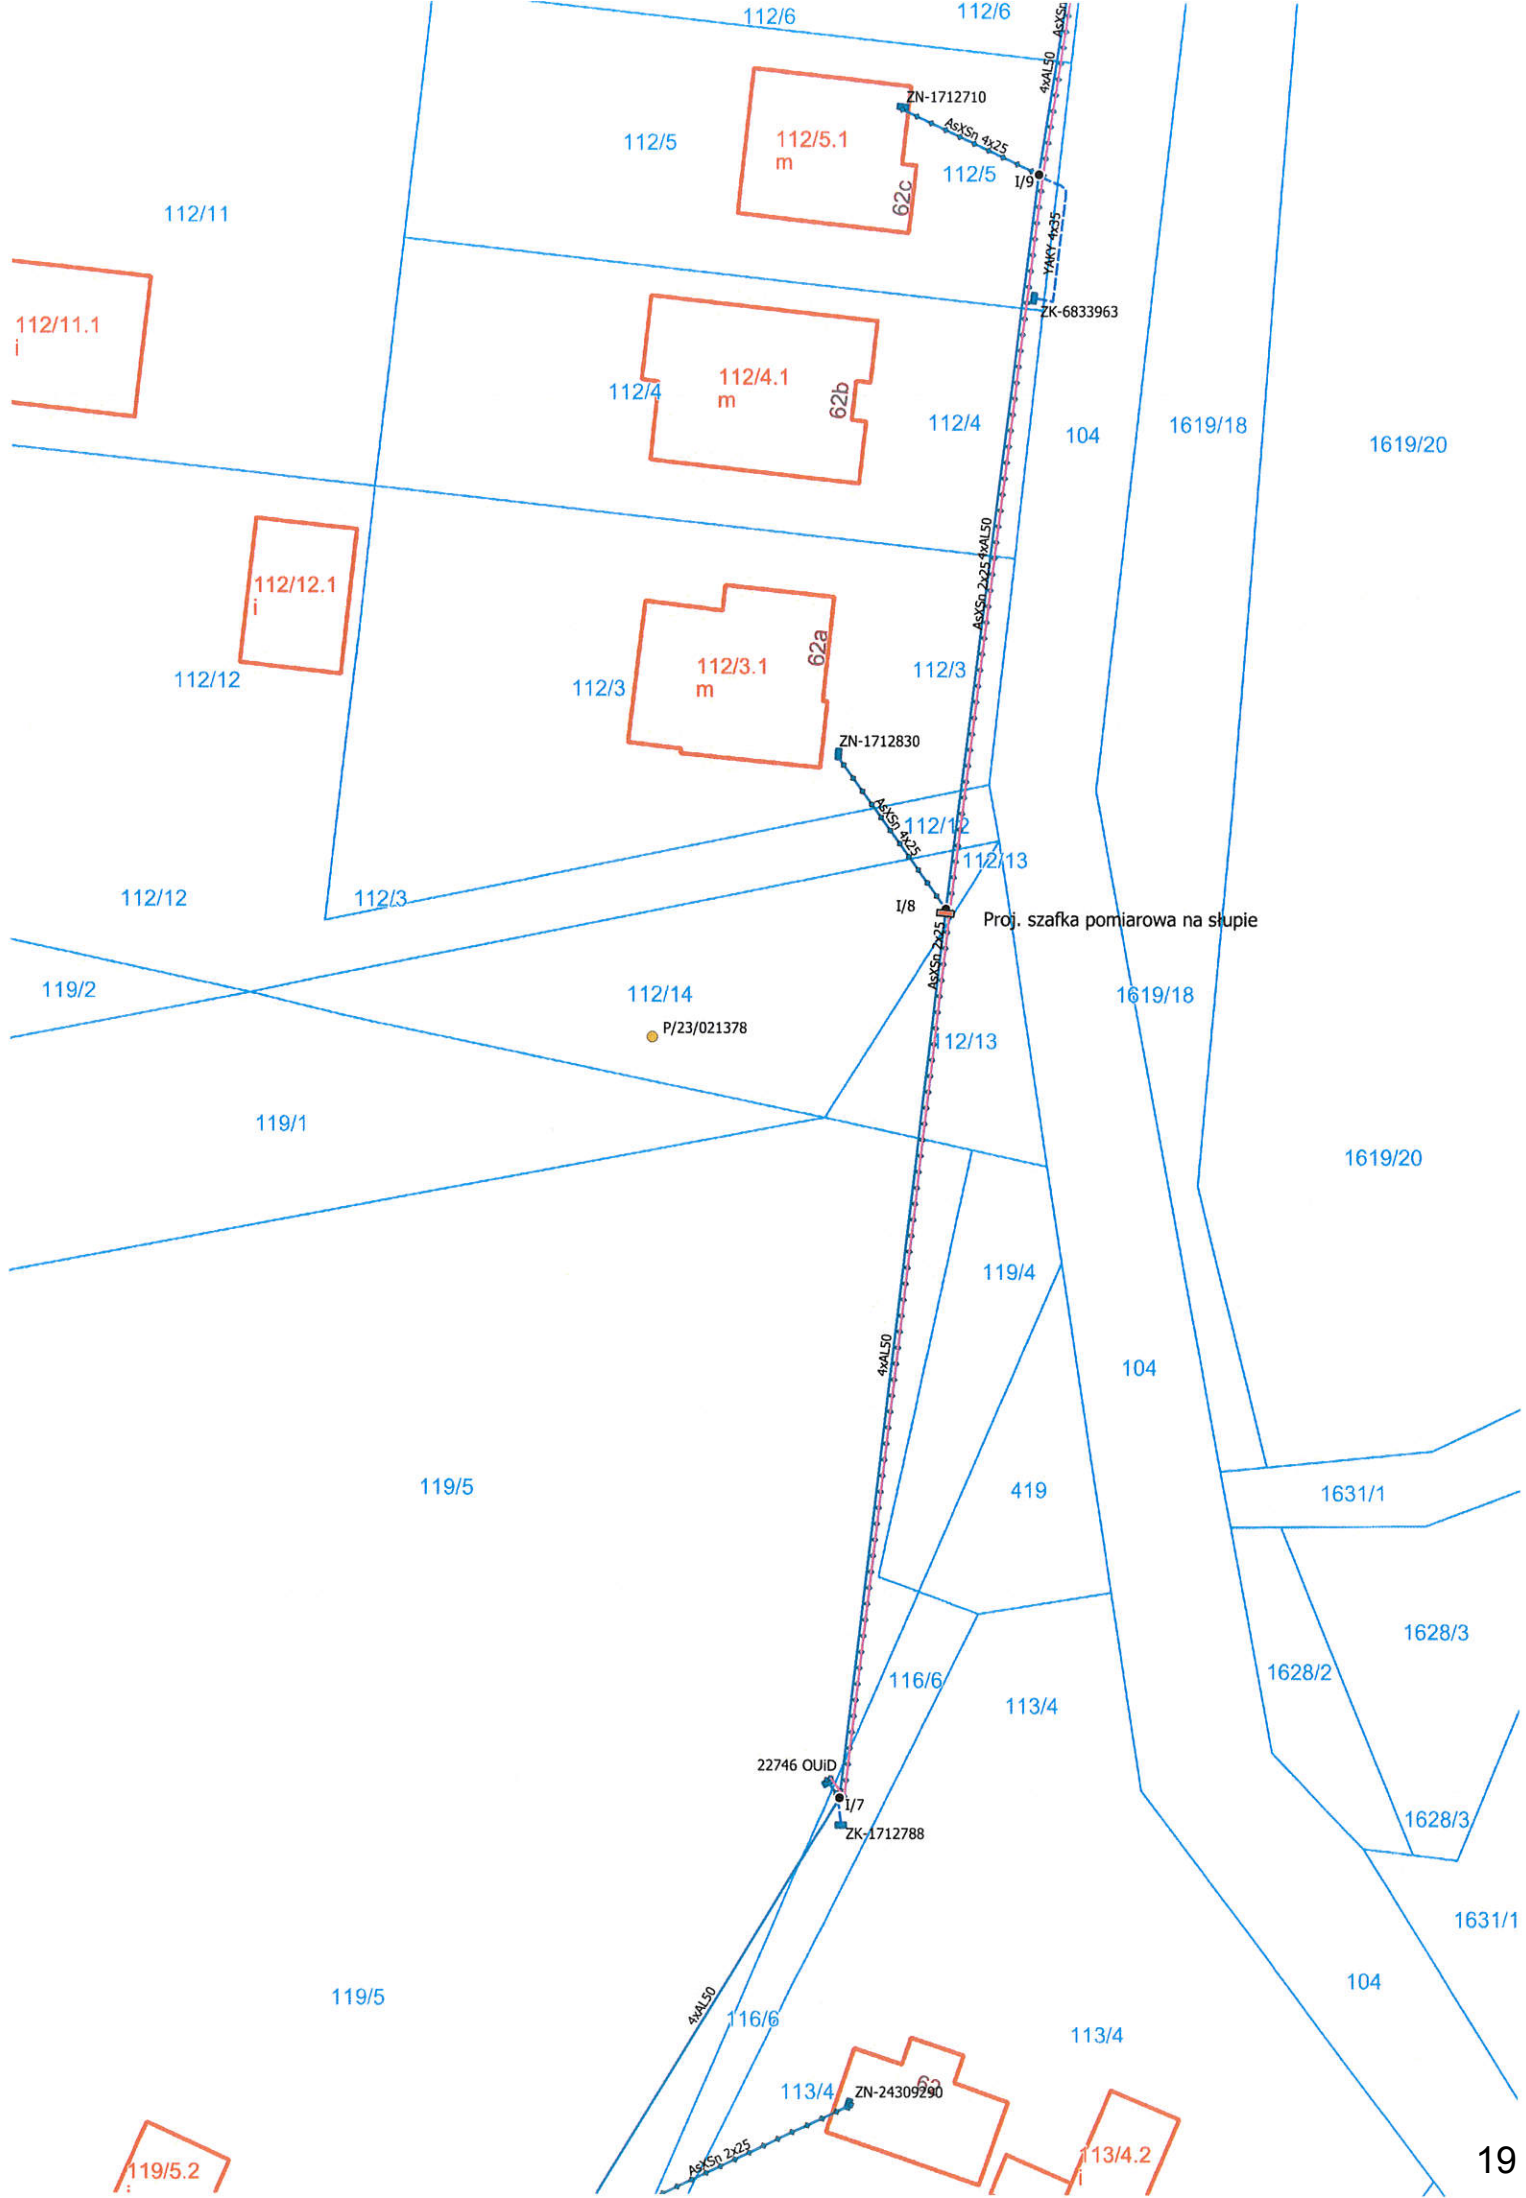 112/6
112/6
AsXSn
4xAL50
ZN-1712710
AsXSn 4x25
112/5
112/5.1
m
62c
112/5
I/9
112/11
YAKY 4x35
ZK-6833963
112/11.1
i
112/4
112/4.1
m
62b
112/4
104
1619/18
1619/20
AsXSn 2x25 4xAL50
112/12.1
i
112/12
112/3
112/3.1
m
62a
112/3
ZN-1712830
AsXSn 4x25
112/12
112/13
112/12
112/3
I/8
Proj. szafka pomiarowa na słupie
AsXSn 2x25
119/2
112/14
1619/18
P/23/021378
112/13
119/1
1619/20
119/4
4xAL50
104
119/5
419
1631/1
1628/3
1628/2
116/6
113/4
22746 OUiD
I/7
1628/3
ZK-1712788
1631/1
104
119/5
4xAL50
116/6
113/4
113/4
62
ZN-24309290
AsXSn 2x25
119/5.2
i
113/4.2
i
19